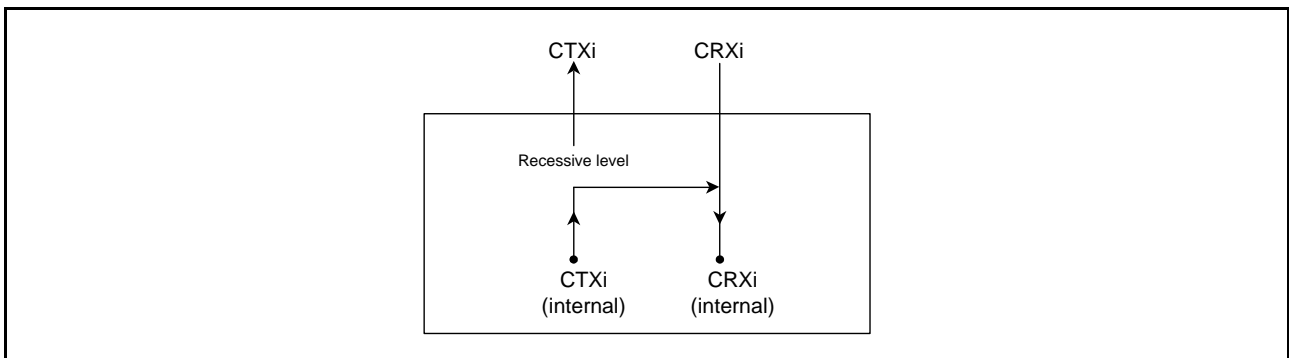 CTXi CRXi
Recessive level
CTXi CRXi
(internal) (internal)